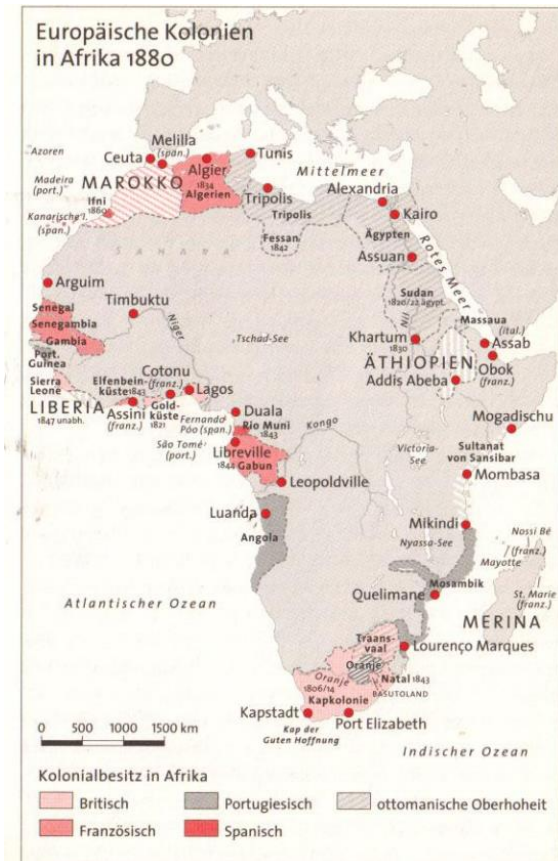 Europäische Kolonien
in Afrika 1880
Azoren
Madeira
(port.)
Kanarische I.
(span.)
Ceuta
Melilla
(span.)
MAROKKO
Ifni
1860
Algier
1834
Algerien
Tunis
Mittelmeer
Tripolis
Tripolis
Fessan
1842
Alexandria
Kairo
Ägypten
Assuan
Rotes Meer
SAHARA
Arguim
Timbuktu
Senegal
Senegambia
Gambia
Port.
Guinea
Sierra
Leone
LIBERIA
1847 unabh.
Niger
Tschad-See
Sudan
1820/22 ägypt.
Nil
Khartum
1830
Massaua
(ital.)
Assab
Obok
(franz.)
ÄTHIOPIEN
Addis Abeba
Cotonu
(franz.)
Elfenbein-
küste 1843
Assini
(franz.)
Gold-
küste
1821
Lagos
Fernando
Póo (span.)
São Tomé
(port.)
Duala
Rio Muni
1843
Libreville
1844 Gabun
Kongo
Leopoldville
Mogadischu
Victoria-
See
Sultanat
von Sansibar
Mombasa
Luanda
Angola
Mikindi
Nyassa-See
Nossi Bé
(franz.)
Mayotte
St. Marie
(franz.)
Mosambik
Quelimane
MERINA
Atlantischer Ozean
Traans-
vaal
Lourenço Marques
Oranje
Oranje
1806/14
Natal 1843
BASUTOLAND
Kapkolonie
Kapstadt
Port Elizabeth
Kap der
Guten Hoffnung
Indischer Ozean
0 500 1000 1500 km
Kolonialbesitz in Afrika
Britisch
Portugiesisch
ottomanische Oberhoheit
Französisch
Spanisch